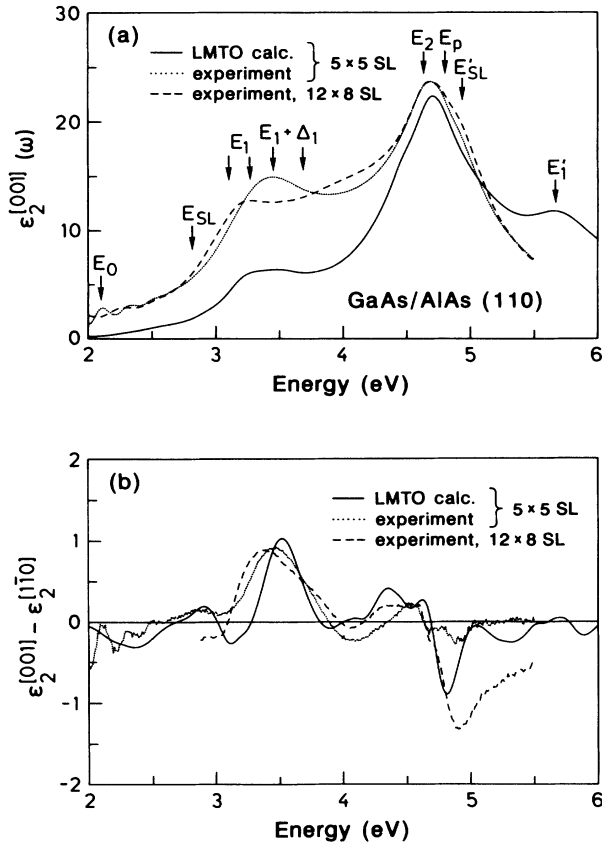 (a)
LMTO calc.
experiment } 5 × 5 SL
experiment, 12 × 8 SL
E₂ Eₚ
E′SL
E₁
E₁ + Δ₁
ESL
E₀
E′₁
GaAs/AlAs (110)
30
20
10
0
ε₂[001] (ω)
2 3 4 5 6
Energy (eV)
(b)
LMTO calc.
experiment } 5 × 5 SL
experiment, 12 × 8 SL
2
1
0
-1
-2
ε₂[001] − ε₂[11̄0]
2 3 4 5 6
Energy (eV)